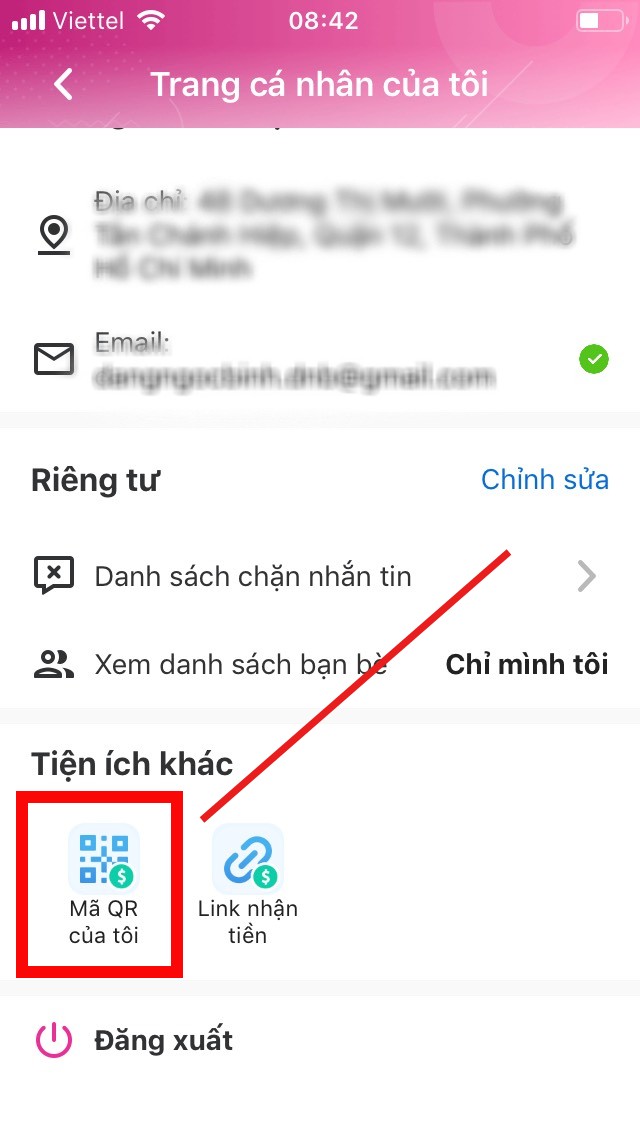 Viettel
08:42
Trang cá nhân của tôi
Địa chỉ:
Email:
Riêng tư
Chỉnh sửa
Danh sách chặn nhắn tin
Xem danh sách bạn bè
Chỉ mình tôi
Tiện ích khác
Mã QR
của tôi
Link nhận
tiền
Đăng xuất